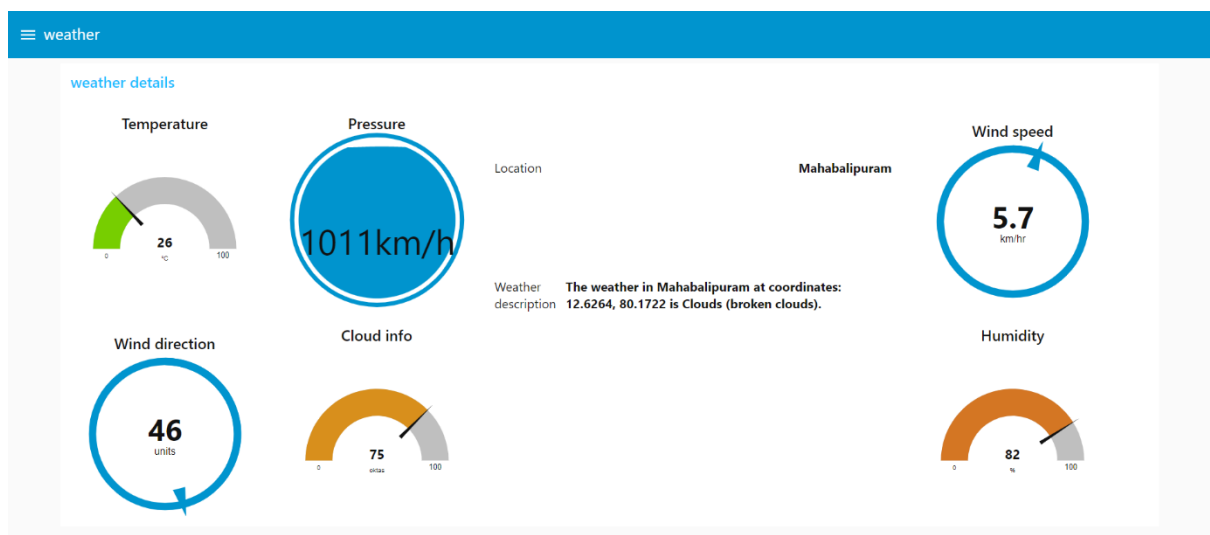 weather
weather details
Temperature
26
°C
0
100
Pressure
1011km/h
Location
Mahabalipuram
Weather
description
The weather in Mahabalipuram at coordinates:
12.6264, 80.1722 is Clouds (broken clouds).
Wind speed
5.7
km/hr
Wind direction
46
units
Cloud info
75
oktas
0
100
Humidity
82
%
0
100